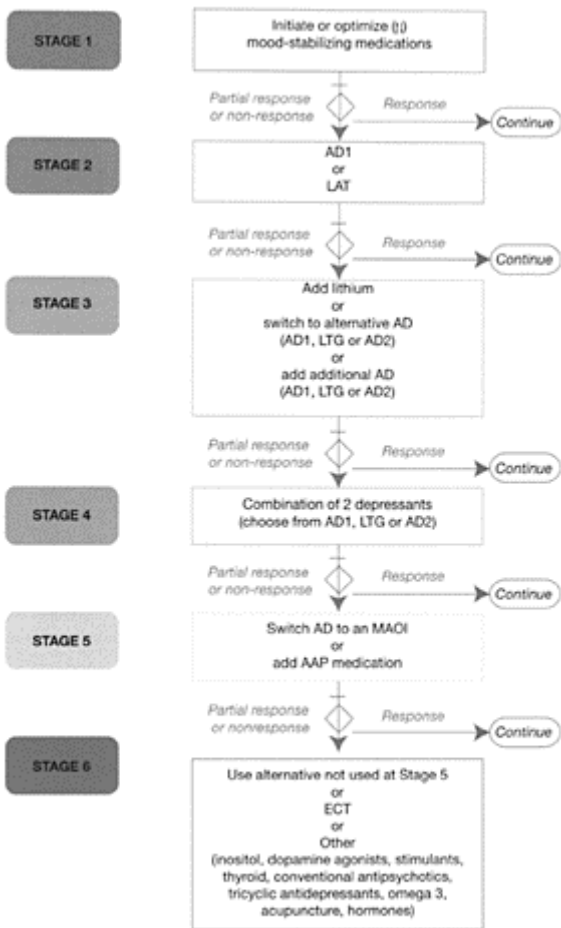 STAGE 1
Initiate or optimize (↑↓)
mood-stabilizing medications
Partial response
or non-response
Response
Continue
STAGE 2
AD1
or
LAT
Partial response
or non-response
Response
Continue
STAGE 3
Add lithium
or
switch to alternative AD
(AD1, LTG or AD2)
or
add additional AD
(AD1, LTG or AD2)
Partial response
or non-response
Response
Continue
STAGE 4
Combination of 2 depressants
(choose from AD1, LTG or AD2)
Partial response
or non-response
Response
Continue
STAGE 5
Switch AD to an MAOI
or
add AAP medication
Partial response
or nonresponse
Response
Continue
STAGE 6
Use alternative not used at Stage 5
or
ECT
or
Other
(inositol, dopamine agonists, stimulants,
thyroid, conventional antipsychotics,
tricyclic antidepressants, omega 3,
acupuncture, hormones)